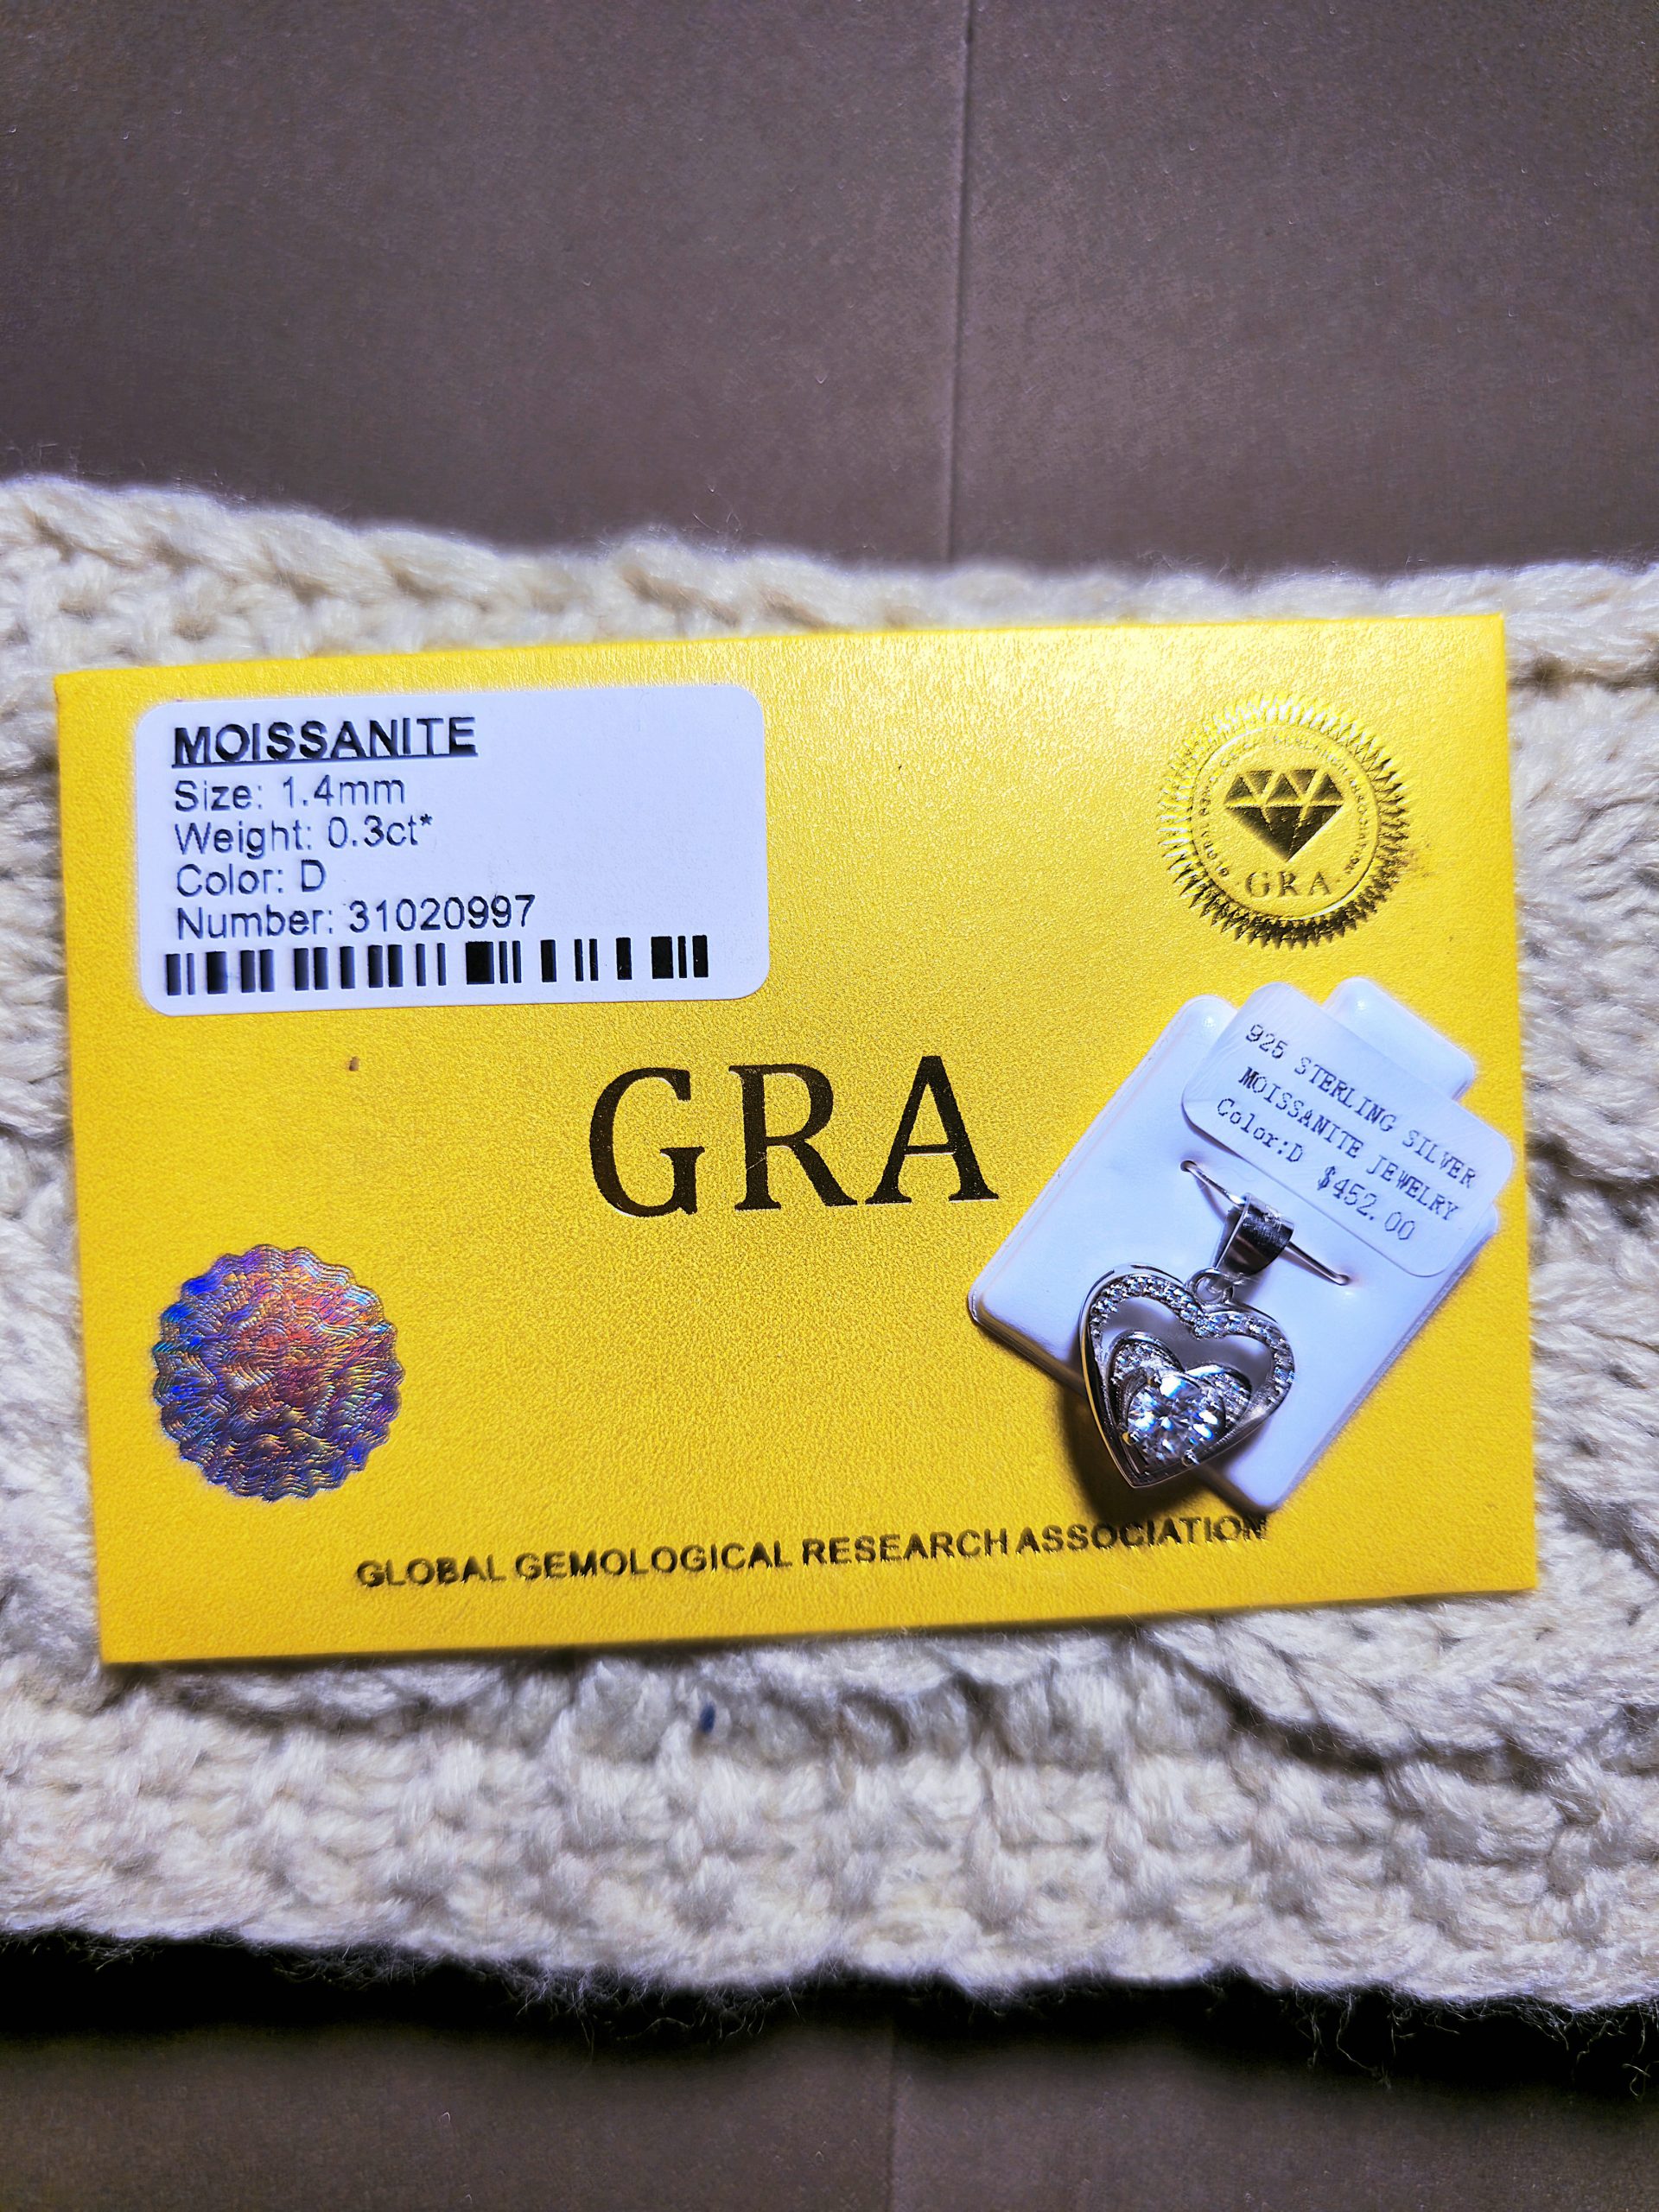 MOISSANITE
Size: 1.4mm
Weight: 0.3ct*
Color: D
Number: 31020997
GRA
GRA
925 STERLING SILVER
MOISSANITE JEWELRY
Color:D $452.00
GLOBAL GEMOLOGICAL RESEARCH ASSOCIATION